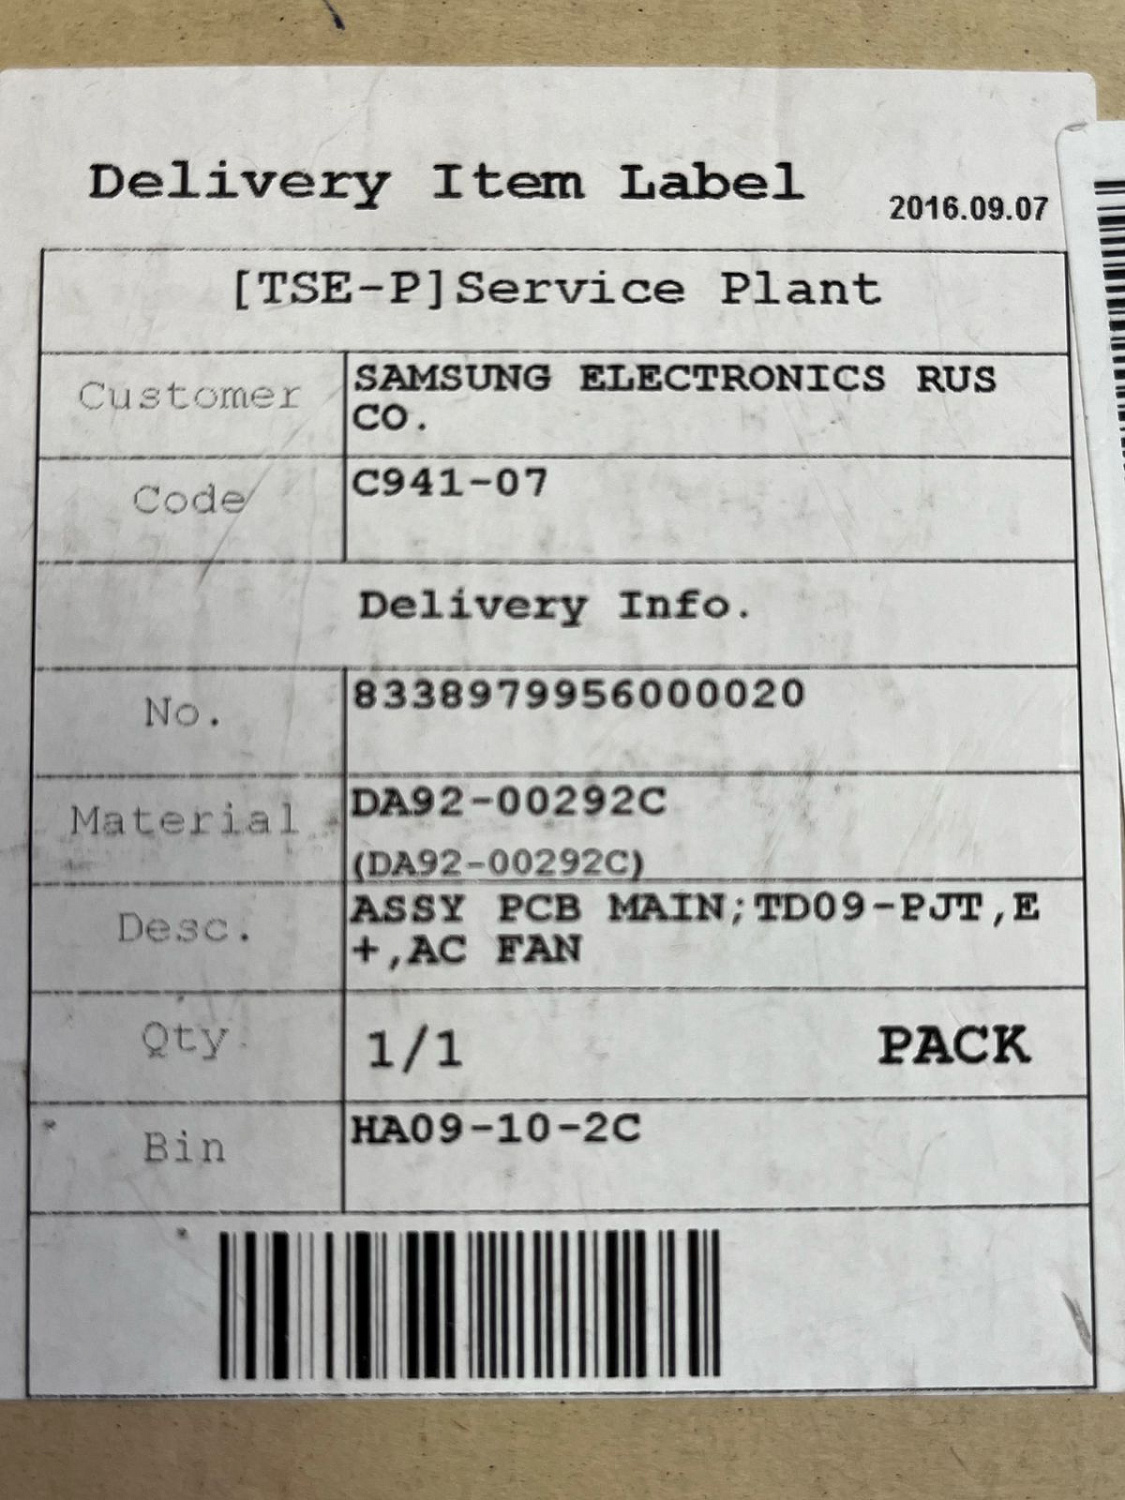 Delivery Item Label
2016.09.07
[TSE-P]Service Plant
Customer
SAMSUNG ELECTRONICS RUS
CO.
Code
C941-07
Delivery Info.
No.
8338979956000020
Material
DA92-00292C
(DA92-00292C)
Desc.
ASSY PCB MAIN;TD09-PJT,E
+,AC FAN
Qty
1/1 PACK
Bin
HA09-10-2C